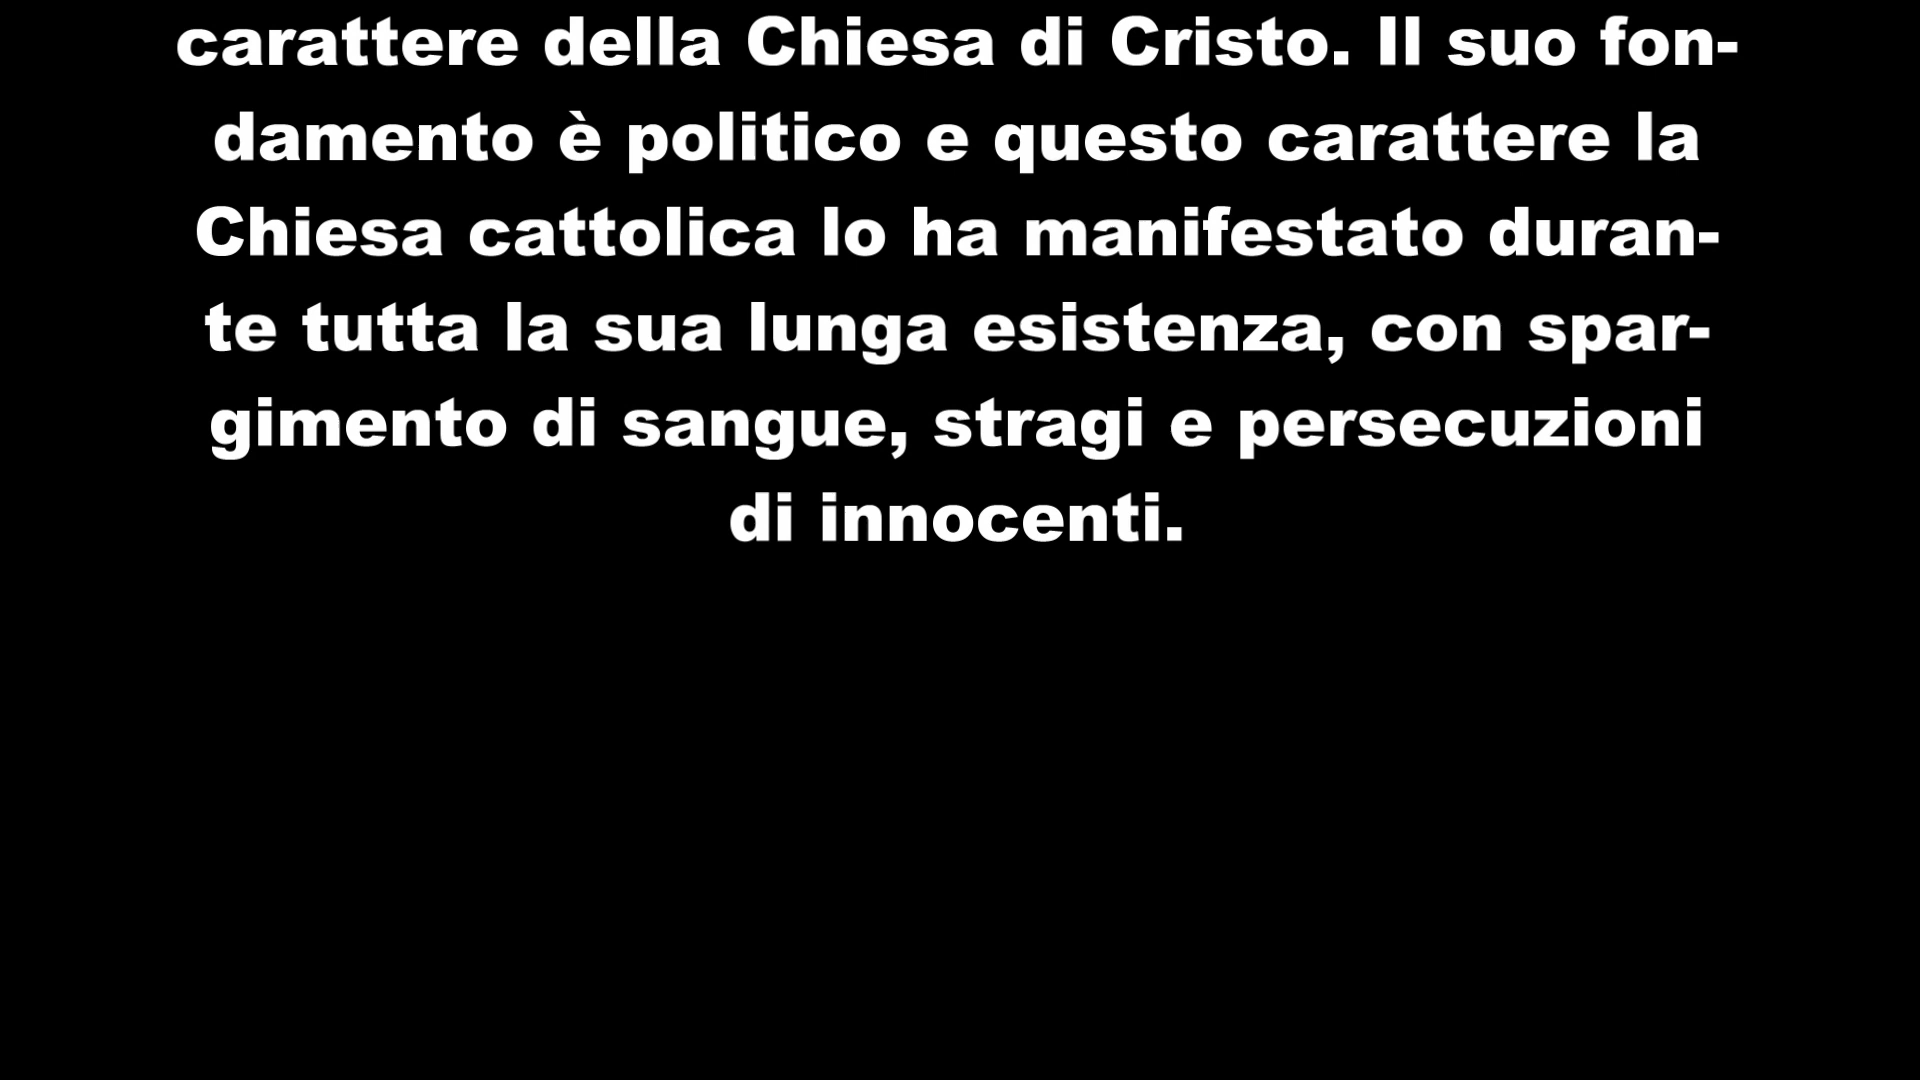 carattere della Chiesa di Cristo. Il suo fon-
damento è politico e questo carattere la
Chiesa cattolica lo ha manifestato duran-
te tutta la sua lunga esistenza, con spar-
gimento di sangue, stragi e persecuzioni
di innocenti.